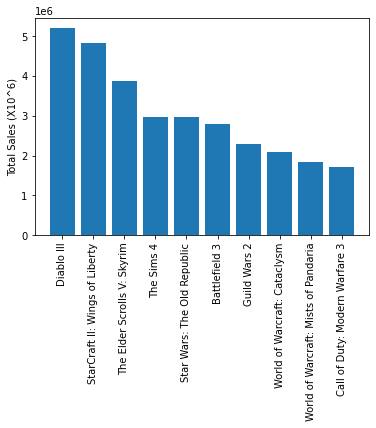 1e6
Total Sales (X10^6)
5
4
3
2
1
0
Diablo III
StarCraft II: Wings of Liberty
The Elder Scrolls V: Skyrim
The Sims 4
Star Wars: The Old Republic
Battlefield 3
Guild Wars 2
World of Warcraft: Cataclysm
World of Warcraft: Mists of Pandaria
Call of Duty: Modern Warfare 3